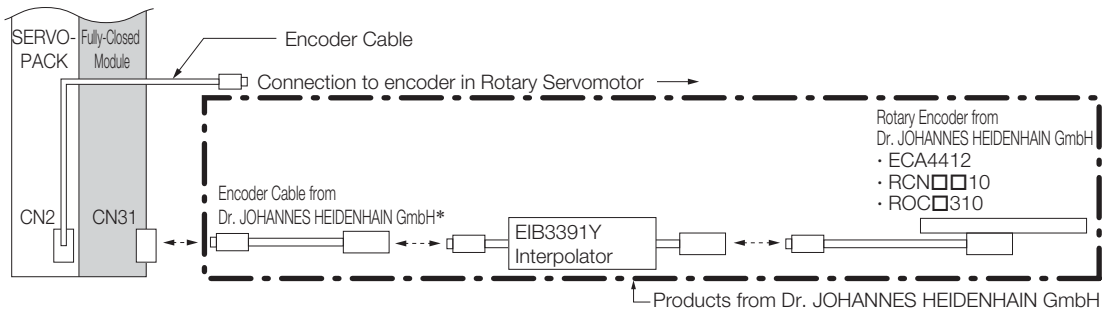 SERVO-
PACK
Fully-Closed
Module
Encoder Cable
Connection to encoder in Rotary Servomotor
Rotary Encoder from
Dr. JOHANNES HEIDENHAIN GmbH
· ECA4412
· RCN□□10
· ROC□310
Encoder Cable from
Dr. JOHANNES HEIDENHAIN GmbH*
CN2
CN31
EIB3391Y
Interpolator
Products from Dr. JOHANNES HEIDENHAIN GmbH